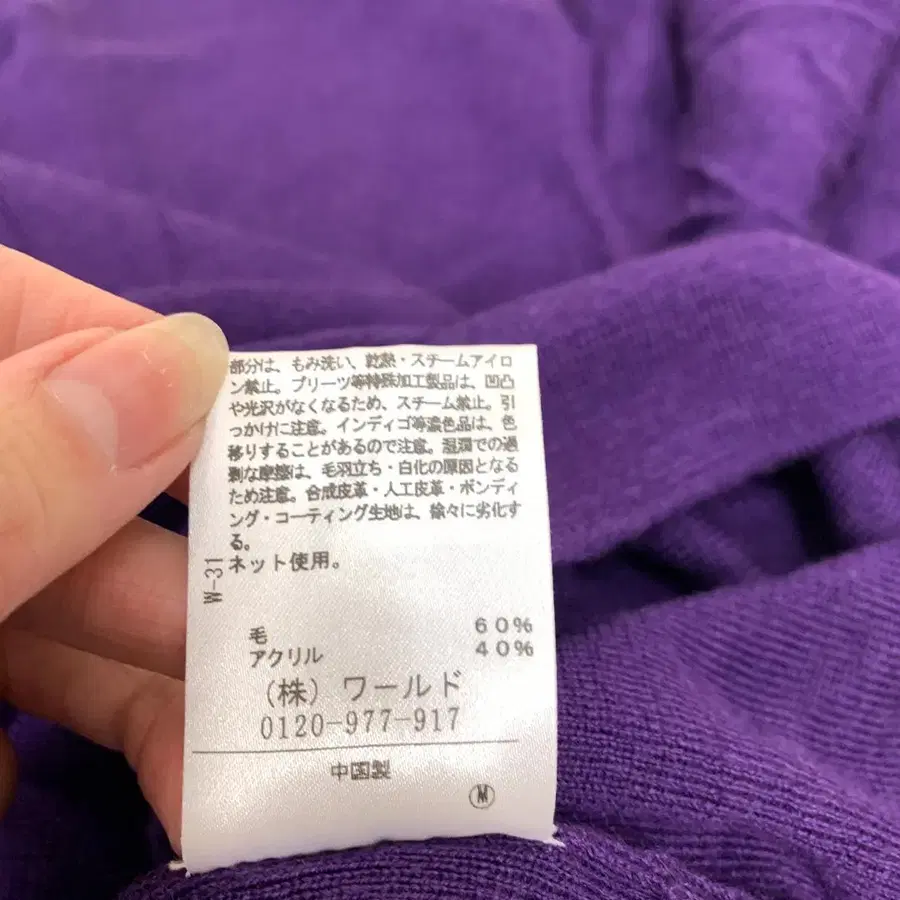 部分は、もみ洗い、乾熱・スチームアイロ
ン禁止。プリーツ等特殊加工製品は、凹凸
や光沢がなくなるため、スチーム禁止。引
っかけに注意。インディゴ等濃色品は、色
移りすることがあるので注意。湿潤での過
剰な摩擦は、毛羽立ち・白化の原因となる
ため注意。合成皮革・人工皮革・ボンディ
ング・コーティング生地は、徐々に劣化す
る。
ネット使用。
W-31
毛 60%
アクリル 40%
(株) ワールド
0120-977-917
中国製
M